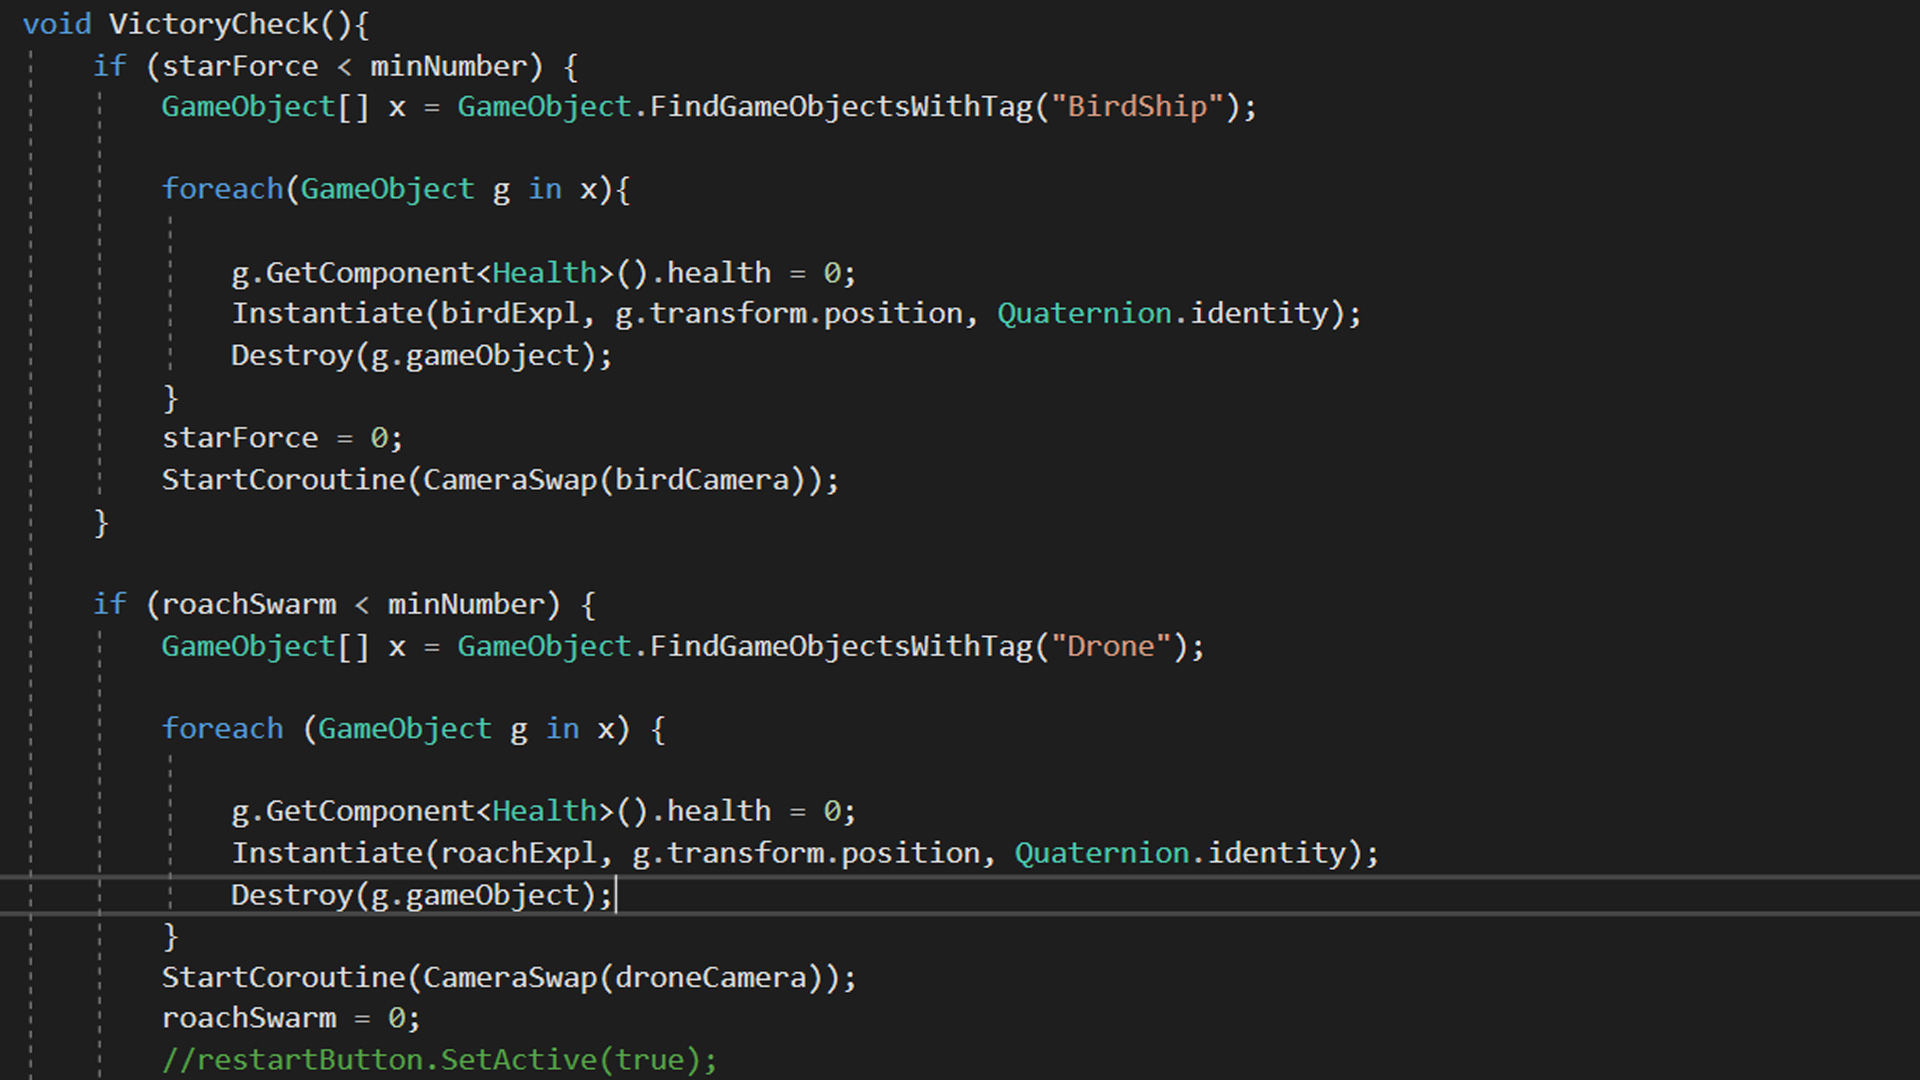 void VictoryCheck(){
if (starForce < minNumber) {
GameObject[] x = GameObject.FindGameObjectsWithTag("BirdShip");
foreach(GameObject g in x){
g.GetComponent<Health>().health = 0;
Instantiate(birdExpl, g.transform.position, Quaternion.identity);
Destroy(g.gameObject);
}
starForce = 0;
StartCoroutine(CameraSwap(birdCamera));
}
if (roachSwarm < minNumber) {
GameObject[] x = GameObject.FindGameObjectsWithTag("Drone");
foreach (GameObject g in x) {
g.GetComponent<Health>().health = 0;
Instantiate(roachExpl, g.transform.position, Quaternion.identity);
Destroy(g.gameObject);
}
StartCoroutine(CameraSwap(droneCamera));
roachSwarm = 0;
//restartButton.SetActive(true);